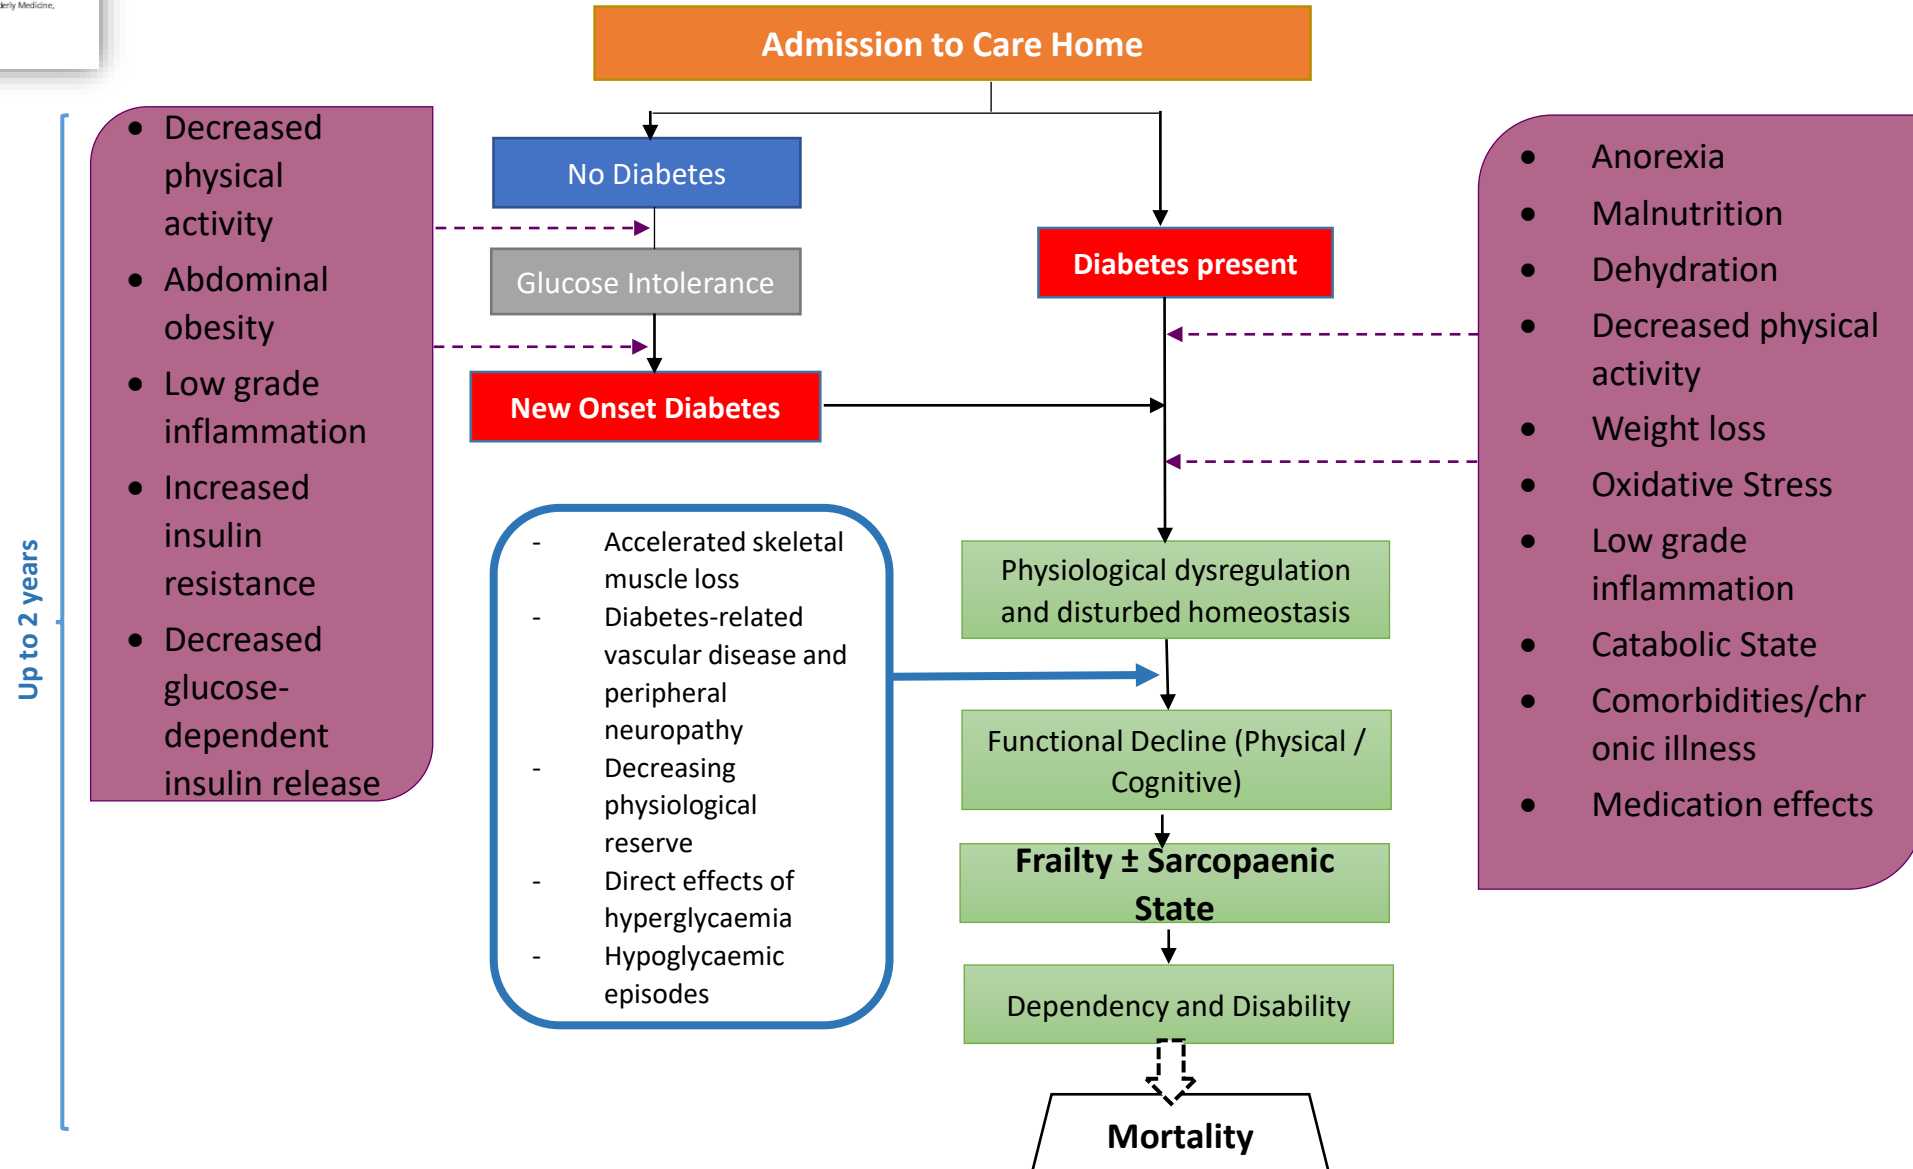 derly Medicine,
Admission to Care Home
Up to 2 years
• Decreased
physical
activity
• Abdominal
obesity
• Low grade
inflammation
• Increased
insulin
resistance
• Decreased
glucose-
dependent
insulin release
No Diabetes
Glucose Intolerance
New Onset Diabetes
Diabetes present
- Accelerated skeletal
muscle loss
- Diabetes-related
vascular disease and
peripheral
neuropathy
- Decreasing
physiological
reserve
- Direct effects of
hyperglycaemia
- Hypoglycaemic
episodes
Physiological dysregulation
and disturbed homeostasis
Functional Decline (Physical /
Cognitive)
Frailty ± Sarcopaenic
State
Dependency and Disability
Mortality
• Anorexia
• Malnutrition
• Dehydration
• Decreased physical
activity
• Weight loss
• Oxidative Stress
• Low grade
inflammation
• Catabolic State
• Comorbidities/chr
onic illness
• Medication effects